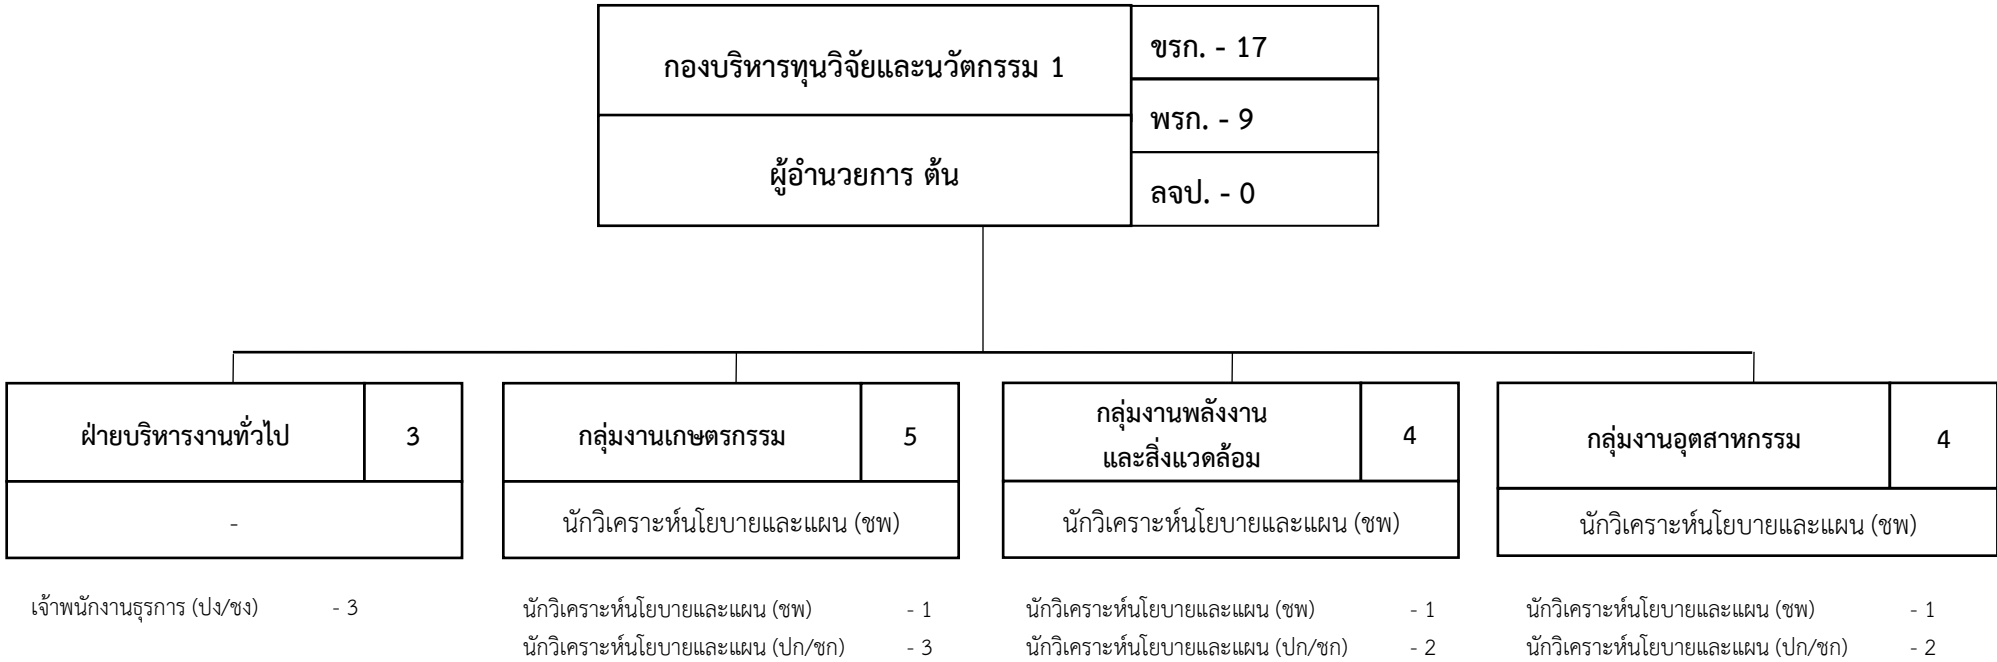 กองบริหารทุนวิจัยและนวัตกรรม 1
ผู้อำนวยการ ต้น
ขรก. - 17
พรก. - 9
ลจป. - 0
ฝ่ายบริหารงานทั่วไป 3
-
เจ้าพนักงานธุรการ (ปง/ชง) - 3
กลุ่มงานเกษตรกรรม 5
นักวิเคราะห์นโยบายและแผน (ชพ)
นักวิเคราะห์นโยบายและแผน (ชพ) - 1
นักวิเคราะห์นโยบายและแผน (ปก/ชก) - 3
กลุ่มงานพลังงาน
และสิ่งแวดล้อม 4
นักวิเคราะห์นโยบายและแผน (ชพ)
นักวิเคราะห์นโยบายและแผน (ชพ) - 1
นักวิเคราะห์นโยบายและแผน (ปก/ชก) - 2
กลุ่มงานอุตสาหกรรม 4
นักวิเคราะห์นโยบายและแผน (ชพ)
นักวิเคราะห์นโยบายและแผน (ชพ) - 1
นักวิเคราะห์นโยบายและแผน (ปก/ชก) - 2